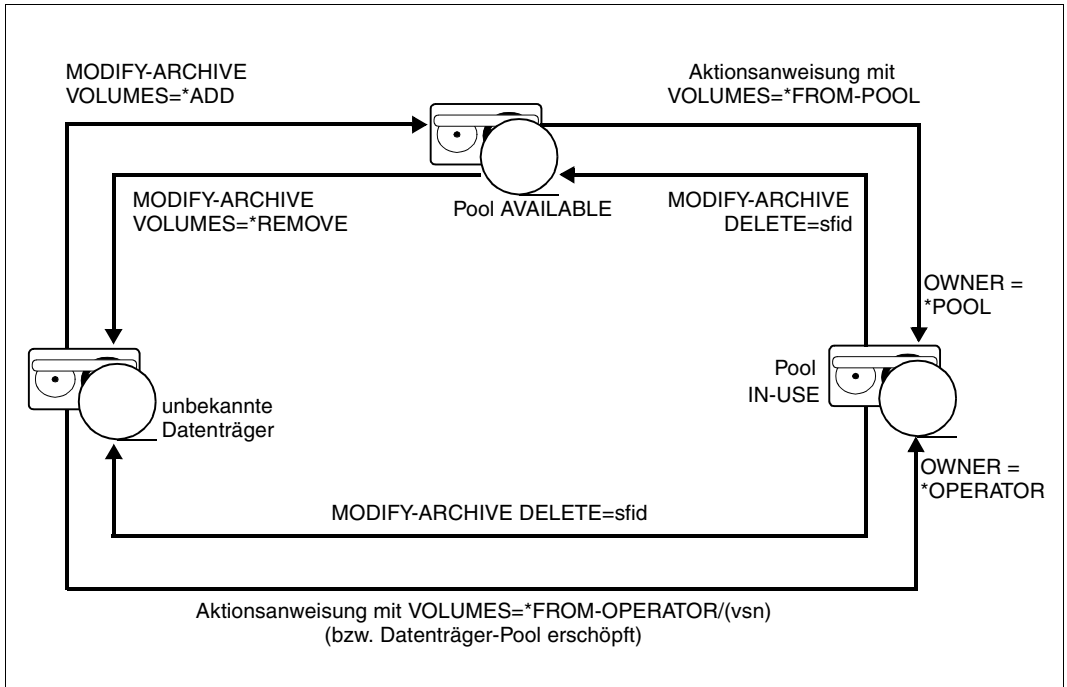 MODIFY-ARCHIVE
VOLUMES=*ADD
Aktionsanweisung mit
VOLUMES=*FROM-POOL
MODIFY-ARCHIVE
VOLUMES=*REMOVE
Pool AVAILABLE
MODIFY-ARCHIVE
DELETE=sfid
OWNER =
*POOL
Pool
IN-USE
unbekannte
Datenträger
OWNER =
*OPERATOR
MODIFY-ARCHIVE DELETE=sfid
Aktionsanweisung mit VOLUMES=*FROM-OPERATOR/(vsn)
(bzw. Datenträger-Pool erschöpft)